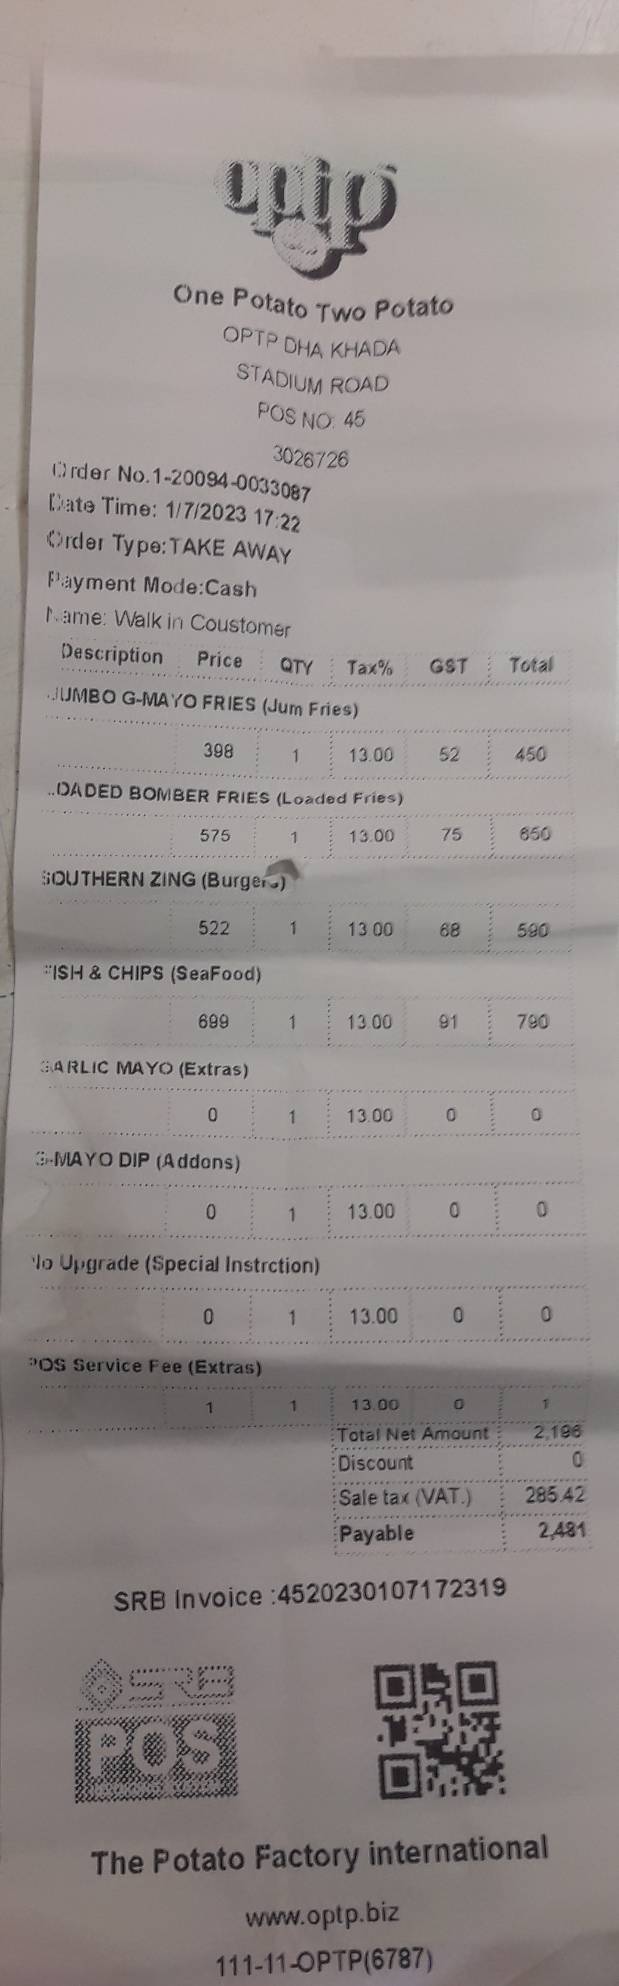 optp
One Potato Two Potato
OPTP DHA KHADA
STADIUM ROAD
POS NO: 45
3026726
Order No.1-20094-0033087
Date Time: 1/7/2023 17:22
Order Type:TAKE AWAY
Payment Mode:Cash
Name: Walk in Coustomer
Description Price QTY Tax% GST Total
JUMBO G-MAYO FRIES (Jum Fries)
398 1 13.00 52 450
LOADED BOMBER FRIES (Loaded Fries)
575 1 13.00 75 650
SOUTHERN ZING (Burgers)
522 1 13.00 68 590
FISH & CHIPS (SeaFood)
699 1 13.00 91 790
GARLIC MAYO (Extras)
0 1 13.00 0 0
G-MAYO DIP (Addons)
0 1 13.00 0 0
No Upgrade (Special Instrction)
0 1 13.00 0 0
POS Service Fee (Extras)
1 1 13.00 0 1
Total Net Amount 2,196
Discount 0
Sale tax (VAT.) 285.42
Payable 2,481
SRB Invoice :4520230107172319
SRB
POS
The Potato Factory international
www.optp.biz
111-11-OPTP(6787)